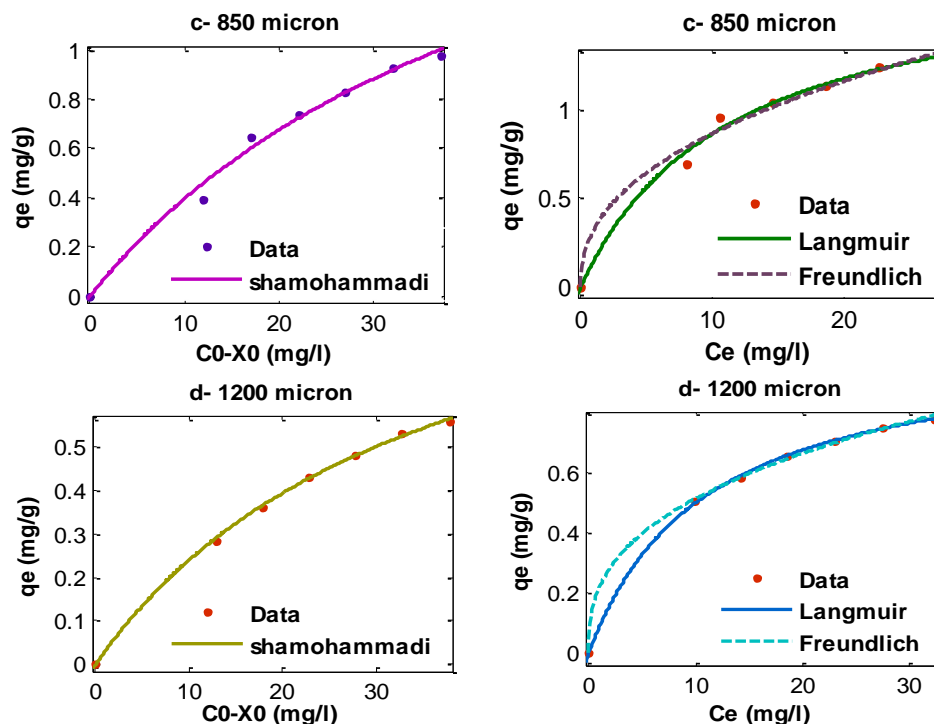 c- 850 micron
1
0.8
0.6
0.4
0.2
0
qe (mg/g)
Data
shamohammadi
0 10 20 30
C0-X0 (mg/l)
c- 850 micron
1
0.5
0
qe (mg/g)
Data
Langmuir
Freundlich
0 10 20
Ce (mg/l)
d- 1200 micron
0.5
0.4
0.3
0.2
0.1
0
qe (mg/g)
Data
shamohammadi
0 10 20 30
C0-X0 (mg/l)
d- 1200 micron
0.6
0.4
0.2
0
qe (mg/g)
Data
Langmuir
Freundlich
0 10 20 30
Ce (mg/l)